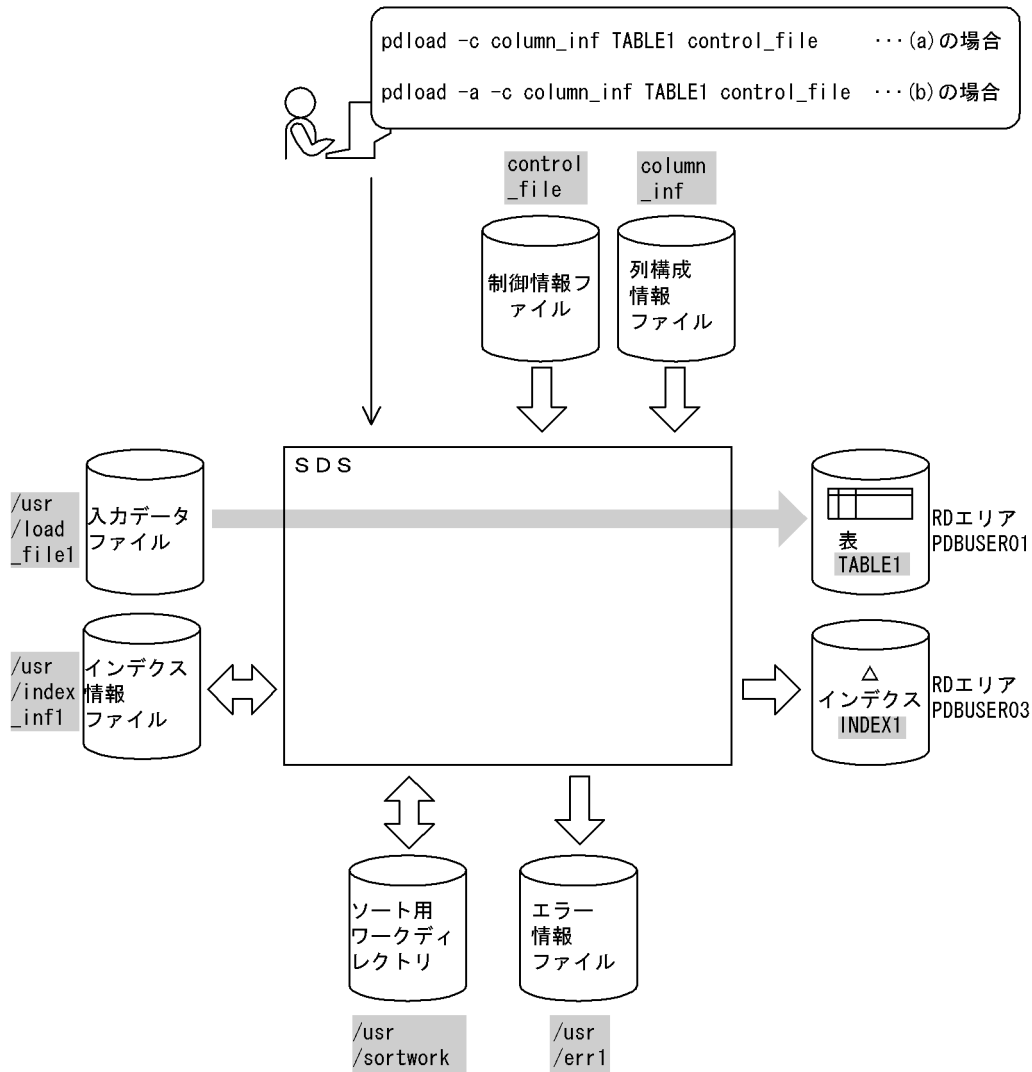 pdload -c column_inf TABLE1 control_file ･･･(a)の場合
pdload -a -c column_inf TABLE1 control_file ･･･(b)の場合
control
_file
column
_inf
制御情報フ
ァイル
列構成
情報
ファイル
ＳＤＳ
/usr
/load
_file1
入力データ
ファイル
表
TABLE1
RDエリア
PDBUSER01
/usr
/index
_inf1
インデクス
情報
ファイル
△
インデクス
INDEX1
RDエリア
PDBUSER03
ソート用
ワークディ
レクトリ
エラー
情報
ファイル
/usr
/sortwork
/usr
/err1